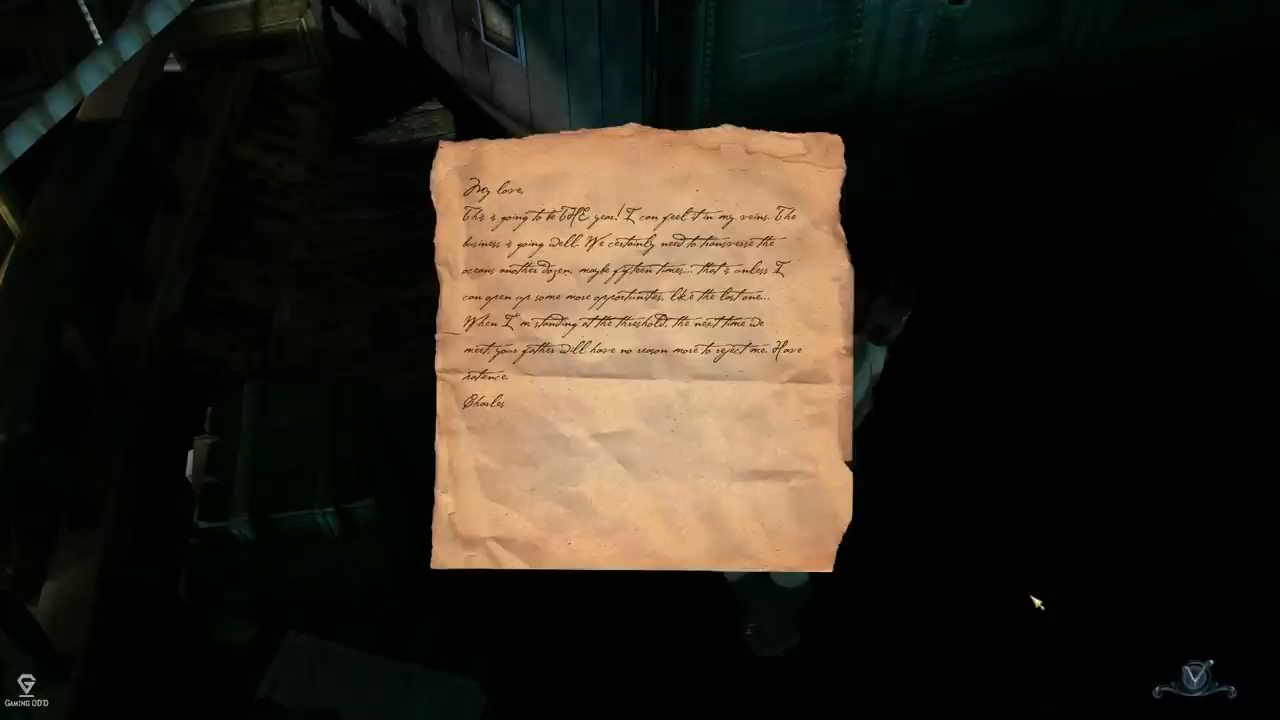 My love,
This is going to be THE year! I can feel it in my veins. The
business is going well. We certainly need to transverse the
oceans another dozen, maybe fifteen times... that is unless I
can open up some more opportunities, like the last one...
When I'm standing at the threshold, the next time we
meet, your father will have no reason more to reject me. Have
patience.
Charles
GAMING OD'D